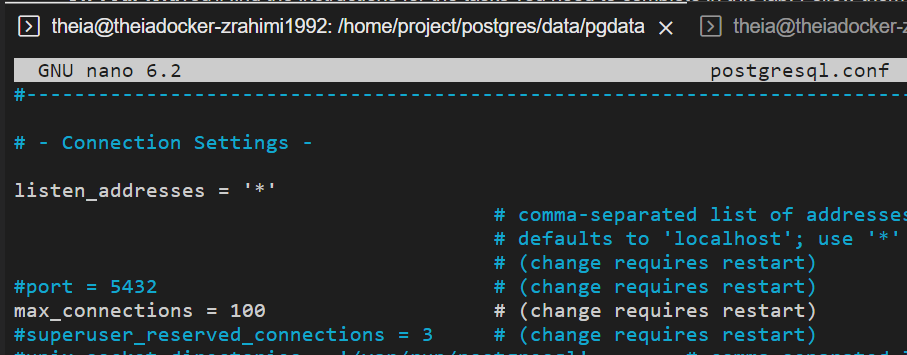 theia@theiadocker-zrahimi1992: /home/project/postgres/data/pgdata × theia@theiadocker-
GNU nano 6.2 postgresql.conf
#---------------------------------------------------------------------------
# - Connection Settings -
listen_addresses = '*'
# comma-separated list of addresses
# defaults to 'localhost'; use '*'
# (change requires restart)
#port = 5432 # (change requires restart)
max_connections = 100 # (change requires restart)
#superuser_reserved_connections = 3 # (change requires restart)